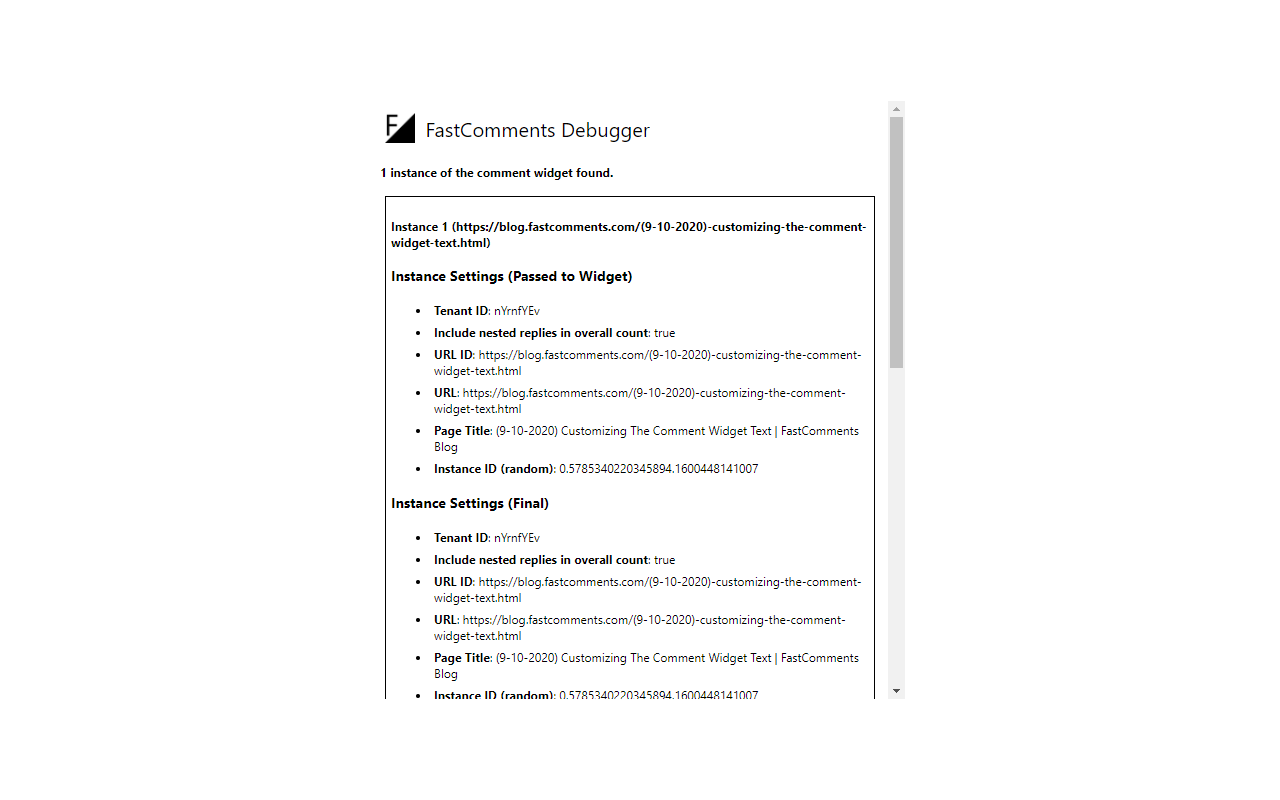 F
FastComments Debugger
1 instance of the comment widget found.
Instance 1 (https://blog.fastcomments.com/(9-10-2020)-customizing-the-comment-
widget-text.html)
Instance Settings (Passed to Widget)
• Tenant ID: nYrnfYEv
• Include nested replies in overall count: true
• URL ID: https://blog.fastcomments.com/(9-10-2020)-customizing-the-comment-
widget-text.html
• URL: https://blog.fastcomments.com/(9-10-2020)-customizing-the-comment-
widget-text.html
• Page Title: (9-10-2020) Customizing The Comment Widget Text | FastComments
Blog
• Instance ID (random): 0.5785340220345894.1600448141007
Instance Settings (Final)
• Tenant ID: nYrnfYEv
• Include nested replies in overall count: true
• URL ID: https://blog.fastcomments.com/(9-10-2020)-customizing-the-comment-
widget-text.html
• URL: https://blog.fastcomments.com/(9-10-2020)-customizing-the-comment-
widget-text.html
• Page Title: (9-10-2020) Customizing The Comment Widget Text | FastComments
Blog
• Instance ID (random): 0.5785340220345894.1600448141007